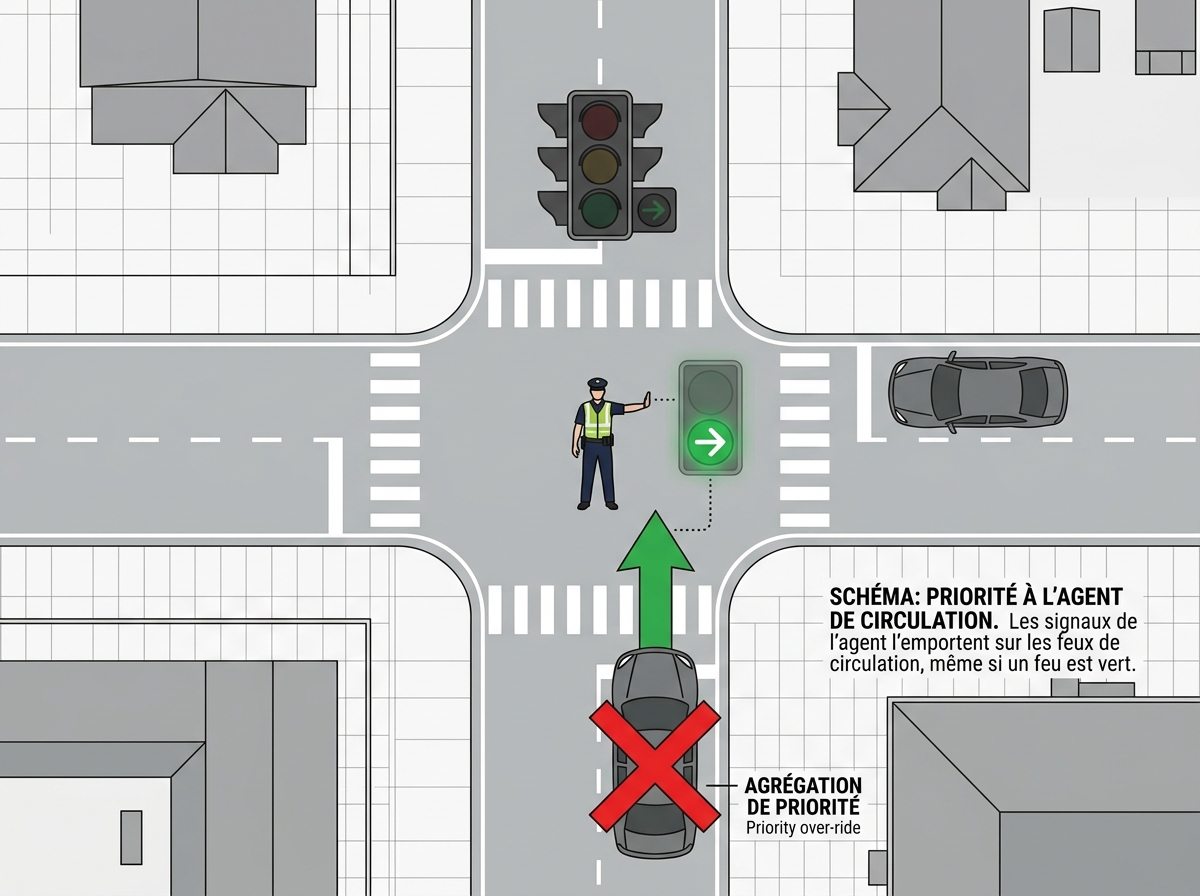 SCHÉMA: PRIORITÉ À L'AGENT
DE CIRCULATION. Les signaux de
l'agent l'emportent sur les feux de
circulation, même si un feu est vert.
AGRÉGATION
DE PRIORITÉ
Priority over-ride